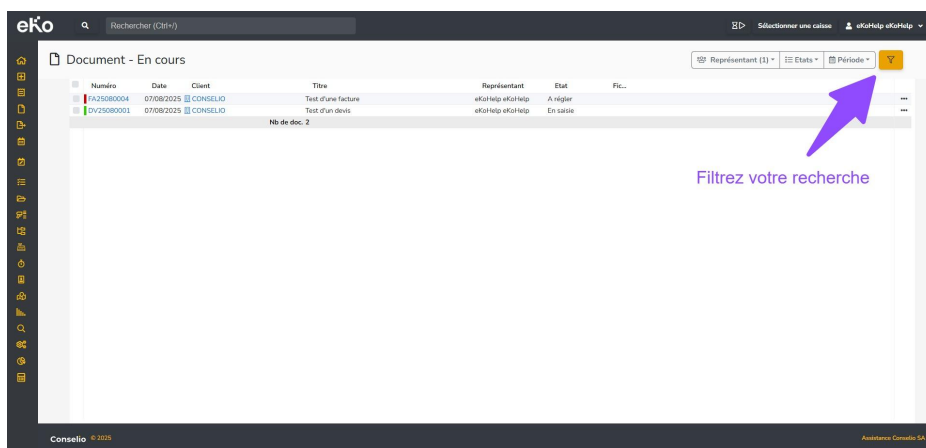 eKo
Rechercher (Ctrl+/)
Sélectionner une caisse
eKoHelp eKoHelp
Document - En cours
Représentant (1)
Etats
Période
Numéro Date Client Titre Représentant Etat Fic...
FA25080004 07/08/2025 CONSELIO Test d'une facture eKoHelp eKoHelp A régler
DV25080001 07/08/2025 CONSELIO Test d'un devis eKoHelp eKoHelp En saisie
Nb de doc. 2
Filtrez votre recherche
Conselio © 2025
Assistance Conselio SA